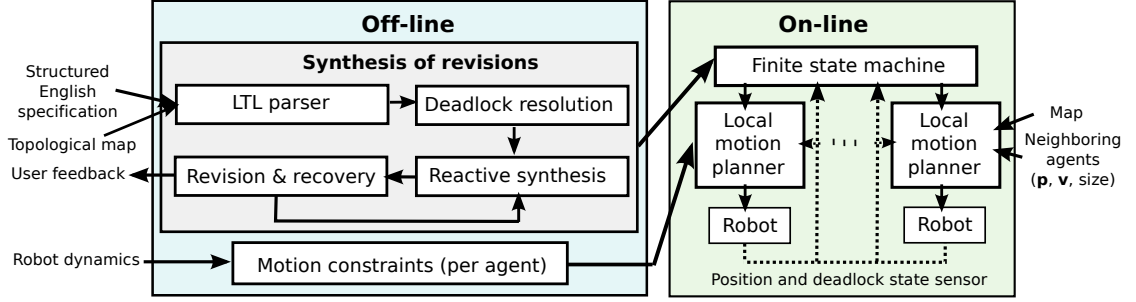 Off-line
On-line
Synthesis of revisions
Structured
English
specification
Topological map
User feedback
Robot dynamics
LTL parser
Deadlock resolution
Revision & recovery
Reactive synthesis
Motion constraints (per agent)
Finite state machine
Local
motion
planner
Local
motion
planner
Robot
Robot
Position and deadlock state sensor
Map
Neighboring
agents
(p, v, size)